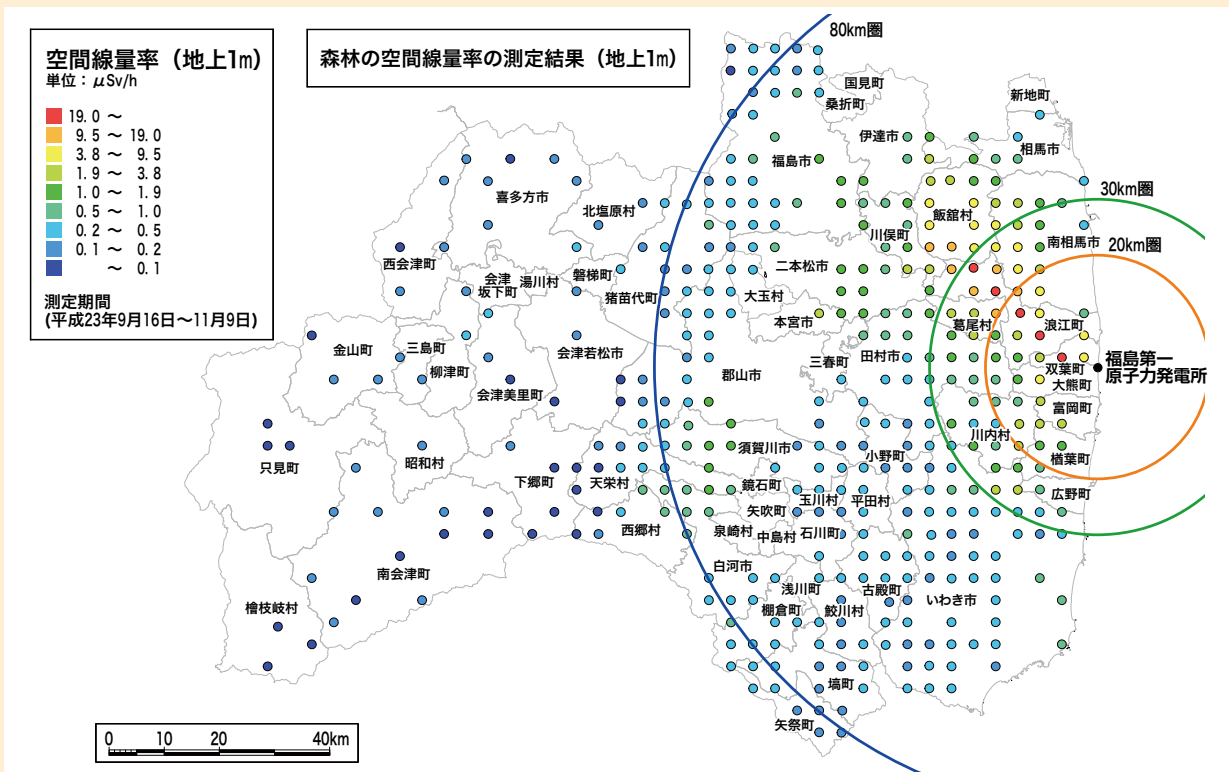 空間線量率（地上1m）
単位：μSv/h
19.0 ～
9.5 ～ 19.0
3.8 ～ 9.5
1.9 ～ 3.8
1.0 ～ 1.9
0.5 ～ 1.0
0.2 ～ 0.5
0.1 ～ 0.2
～ 0.1
測定期間
(平成23年9月16日～11月9日)
森林の空間線量率の測定結果（地上1m）
80km圏
国見町
桑折町
新地町
伊達市
相馬市
福島市
喜多方市
30km圏
北塩原村
飯舘村
川俣町
南相馬市
20km圏
西会津町
磐梯町
二本松市
会津
坂下町
湯川村
猪苗代町
大玉村
本宮市
葛尾村
浪江町
金山町
三島町
会津若松市
三春町
田村市
福島第一
原子力発電所
柳津町
郡山市
双葉町
大熊町
会津美里町
富岡町
川内村
只見町
昭和村
須賀川市
小野町
楢葉町
下郷町
天栄村
鏡石町
玉川村
平田村
広野町
矢吹町
西郷村
泉崎村
中島村
石川町
南会津町
白河市
浅川町
古殿町
檜枝岐村
棚倉町
鮫川村
いわき市
塙町
矢祭町
0 10 20 40km